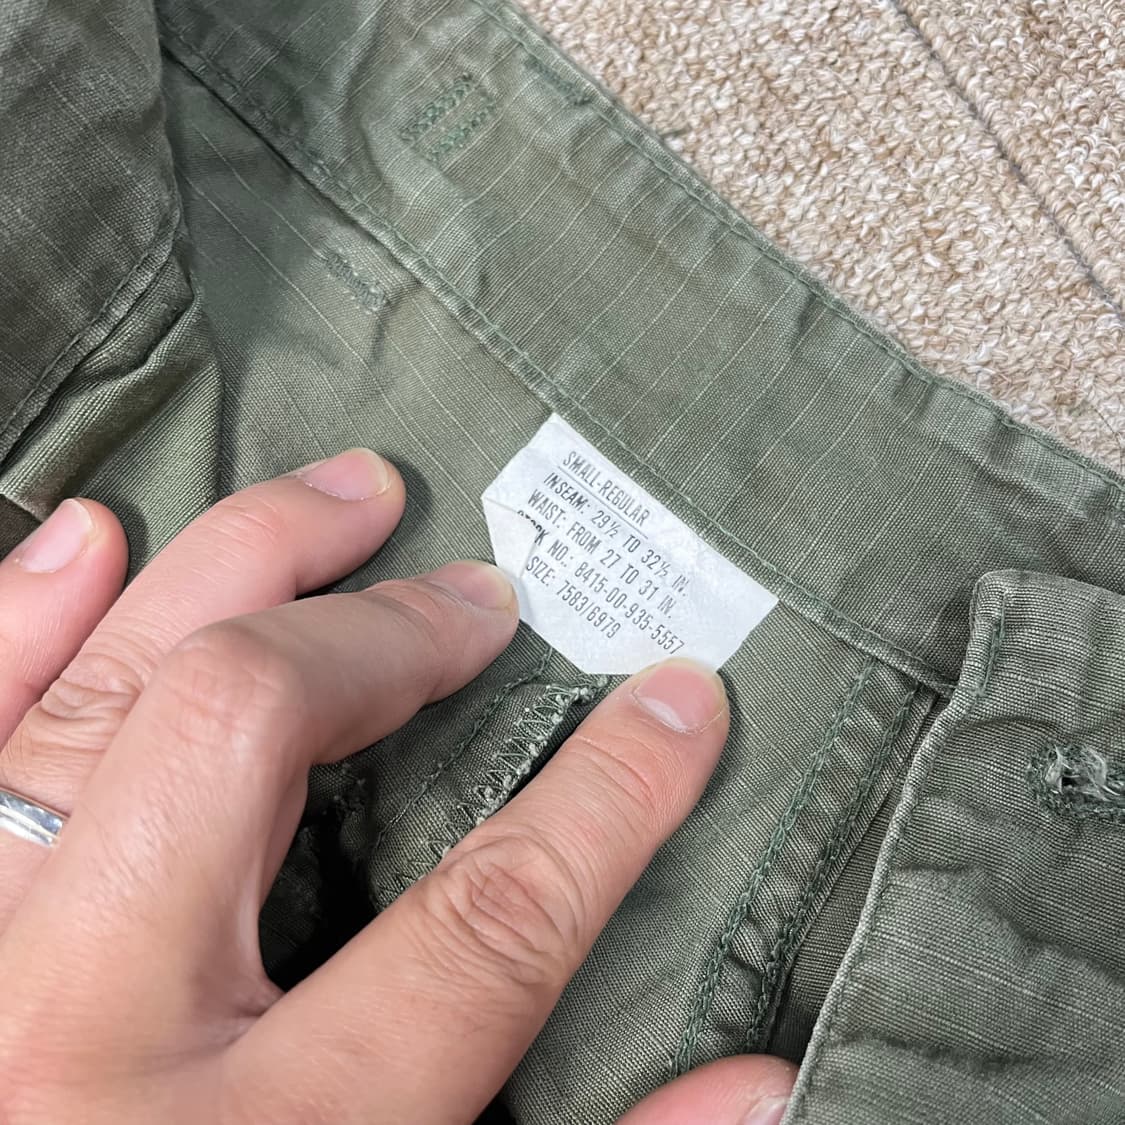 SMALL-REGULAR
INSEAM: 29½ TO 32½ IN.
WAIST: FROM 27 TO 31 IN.
STOCK NO.: 8415-00-935-5557
SIZE: 7583/6979